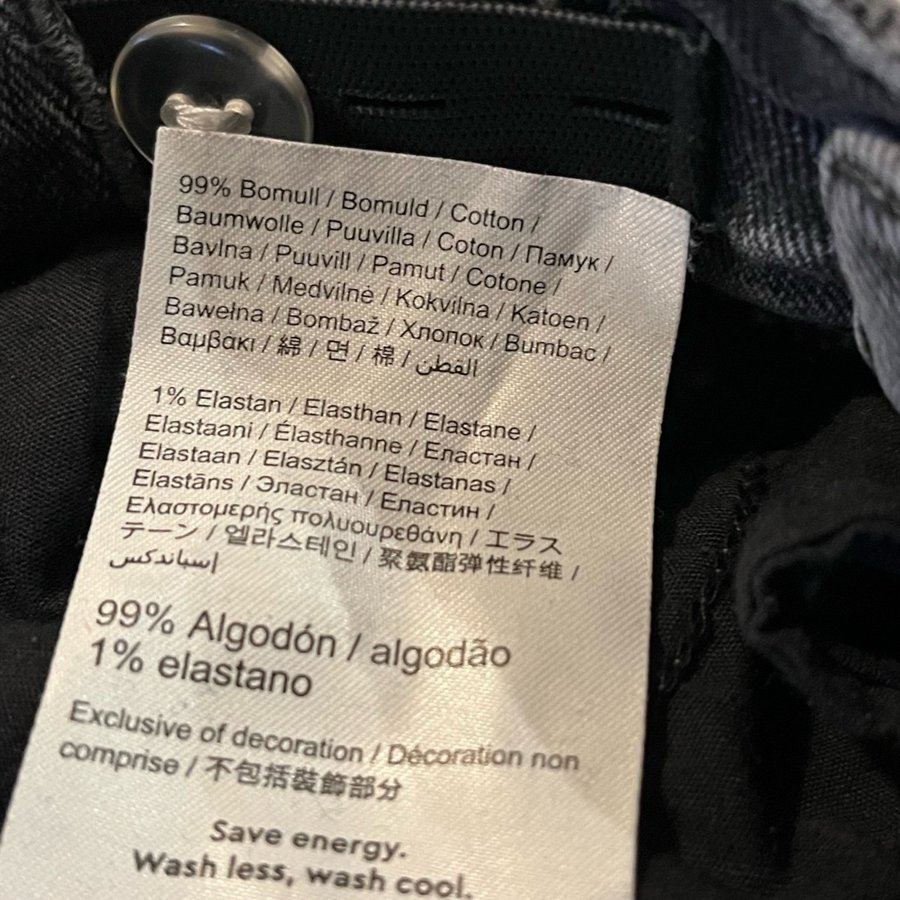 99% Bomull / Bomuld / Cotton /
Baumwolle / Puuvilla / Coton / Памук /
Bavlna / Puuvill / Pamut / Cotone /
Pamuk / Medvilnė / Kokvilna / Katoen /
Bawełna / Bombaž / Хлопок / Bumbac /
Βαμβάκι / 綿 / 면 / 棉 / القطن
1% Elastan / Elasthan / Elastane /
Elastaani / Élasthanne / Еластан /
Elastaan / Elasztán / Elastanas /
Elastāns / Эластан / Еластин /
Ελαστομερής πολυουρεθάνη / エラス
テーン / 엘라스테인 / 聚氨酯弹性纤维 /
إسباندكس
99% Algodón / algodão
1% elastano
Exclusive of decoration / Décoration non
comprise / 不包括裝飾部分
Save energy.
Wash less, wash cool.